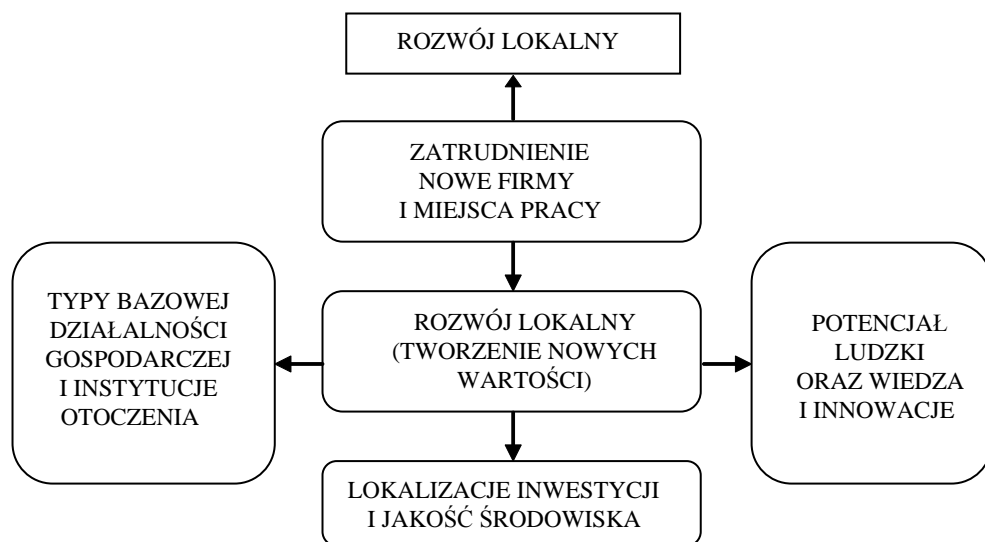 ROZWÓJ LOKALNY
ZATRUDNIENIE
NOWE FIRMY
I MIEJSCA PRACY
TYPY BAZOWEJ
DZIAŁALNOŚCI
GOSPODARCZEJ
I INSTYTUCJE
OTOCZENIA
ROZWÓJ LOKALNY
(TWORZENIE NOWYCH
WARTOŚCI)
POTENCJAŁ
LUDZKI
ORAZ WIEDZA
I INNOWACJE
LOKALIZACJE INWESTYCJI
I JAKOŚĆ ŚRODOWISKA